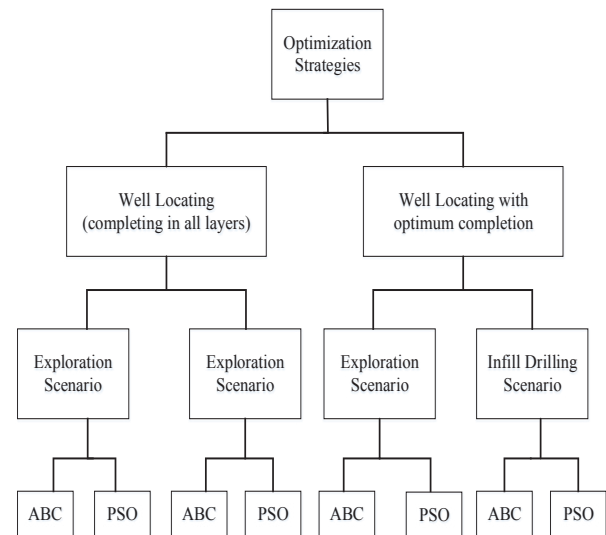 Optimization
Strategies
Well Locating
(completing in all layers)
Well Locating with
optimum completion
Exploration
Scenario
Exploration
Scenario
Exploration
Scenario
Infill Drilling
Scenario
ABC
PSO
ABC
PSO
ABC
PSO
ABC
PSO